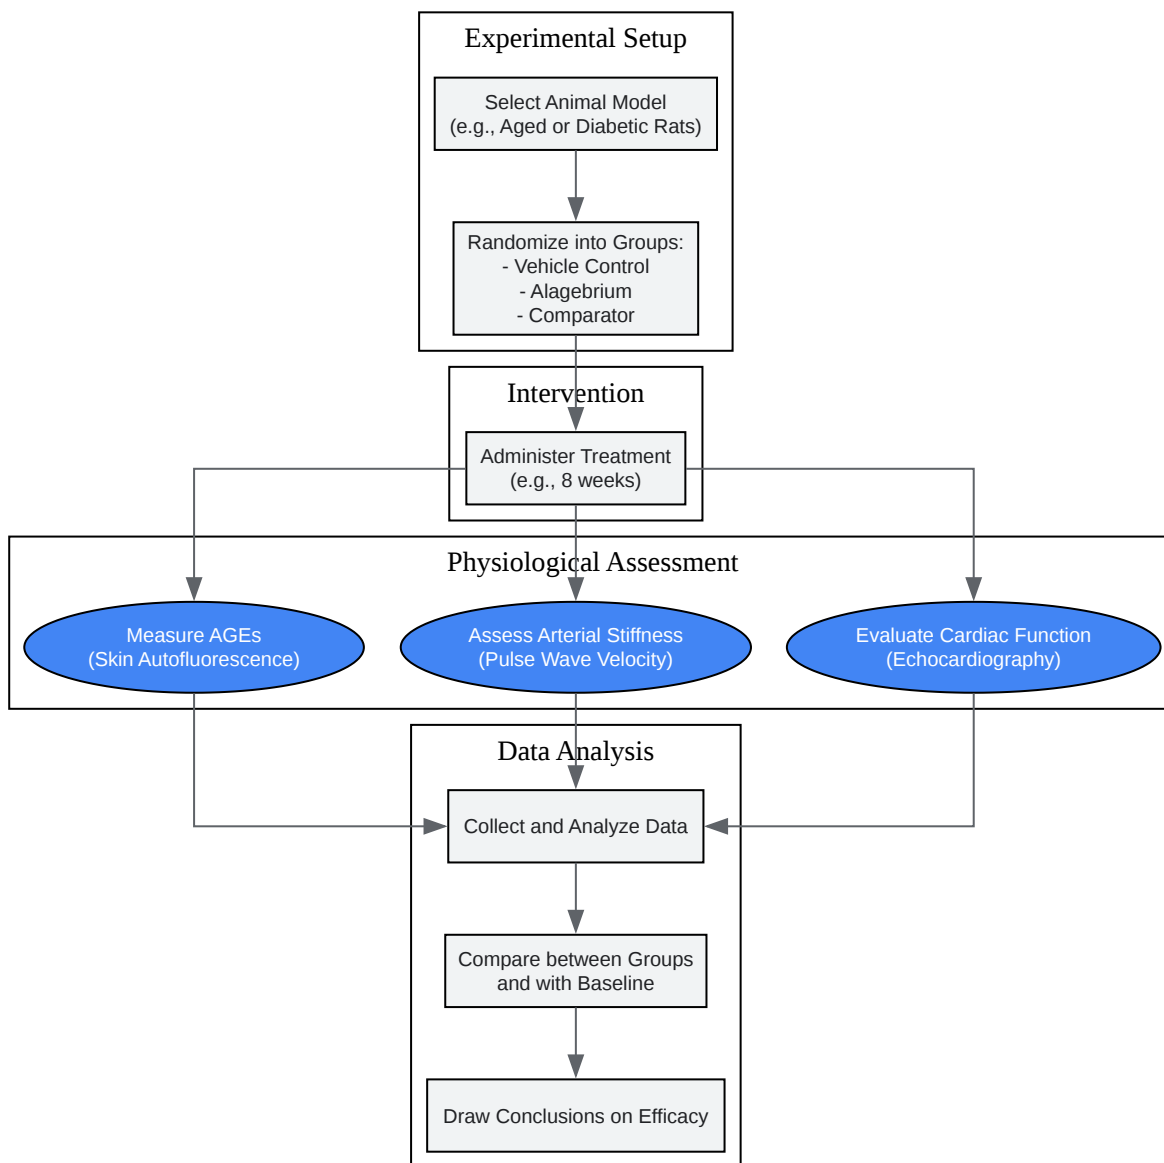 Experimental Setup
Select Animal Model
(e.g., Aged or Diabetic Rats)
Randomize into Groups:
- Vehicle Control
- Alagebrium
- Comparator
Intervention
Administer Treatment
(e.g., 8 weeks)
Physiological Assessment
Measure AGEs
(Skin Autofluorescence)
Assess Arterial Stiffness
(Pulse Wave Velocity)
Evaluate Cardiac Function
(Echocardiography)
Data Analysis
Collect and Analyze Data
Compare between Groups
and with Baseline
Draw Conclusions on Efficacy